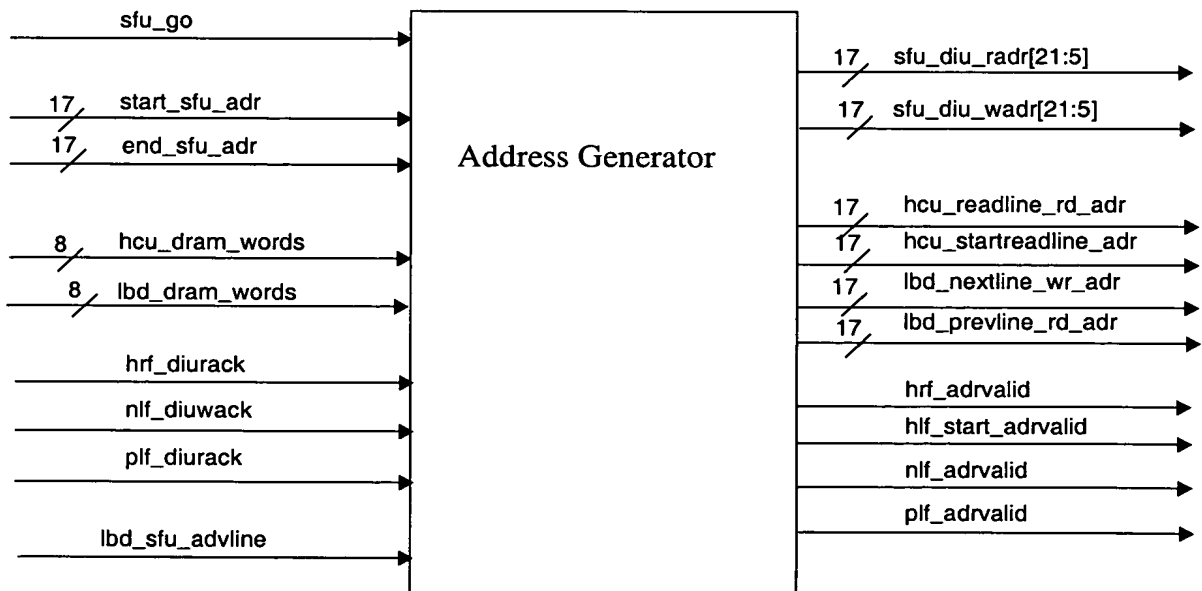 sfu_go
17 start_sfu_adr
17 end_sfu_adr
8 hcu_dram_words
8 lbd_dram_words
hrf_diurack
nlf_diuwack
plf_diurack
lbd_sfu_advline
Address Generator
17 sfu_diu_radr[21:5]
17 sfu_diu_wadr[21:5]
17 hcu_readline_rd_adr
17 hcu_startreadline_adr
17 lbd_nextline_wr_adr
17 lbd_prevline_rd_adr
hrf_adrvalid
hlf_start_adrvalid
nlf_adrvalid
plf_adrvalid